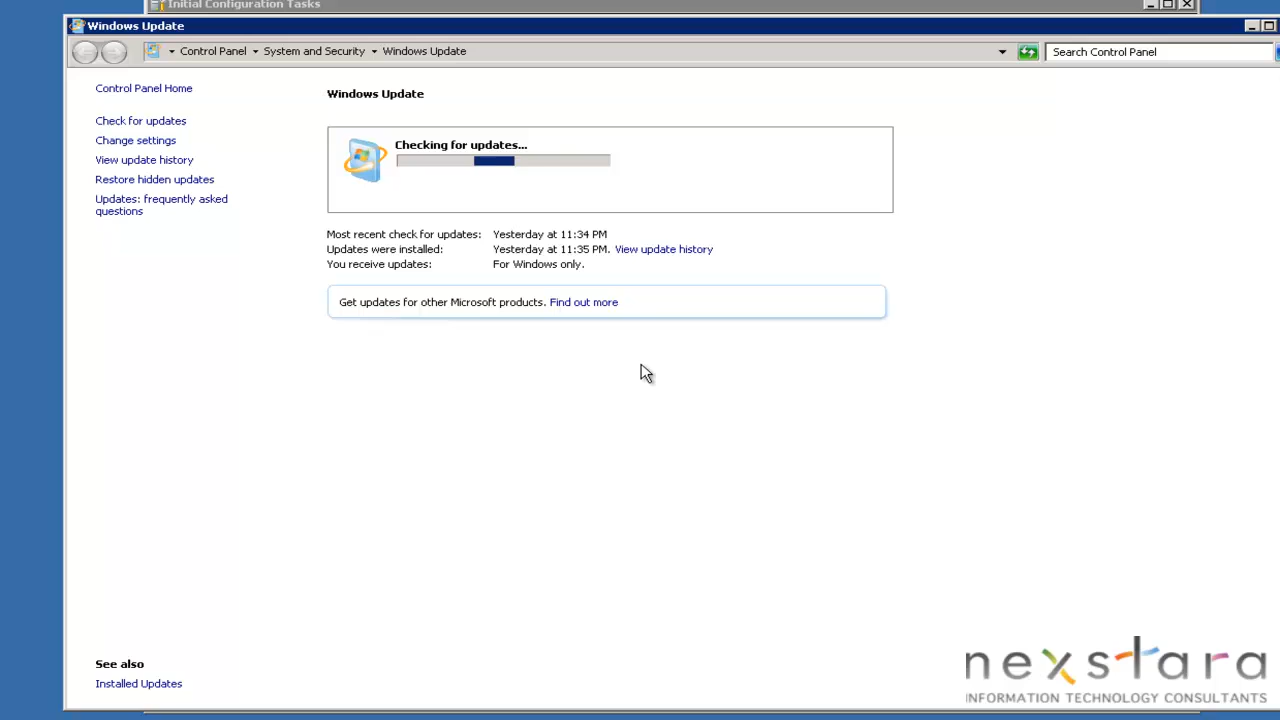 Initial Configuration Tasks
Windows Update
Control Panel System and Security Windows Update
Search Control Panel
Control Panel Home
Check for updates
Change settings
View update history
Restore hidden updates
Updates: frequently asked
questions
Windows Update
Checking for updates...
Most recent check for updates: Yesterday at 11:34 PM
Updates were installed: Yesterday at 11:35 PM. View update history
You receive updates: For Windows only.
Get updates for other Microsoft products. Find out more
See also
Installed Updates
nexstara
INFORMATION TECHNOLOGY CONSULTANTS